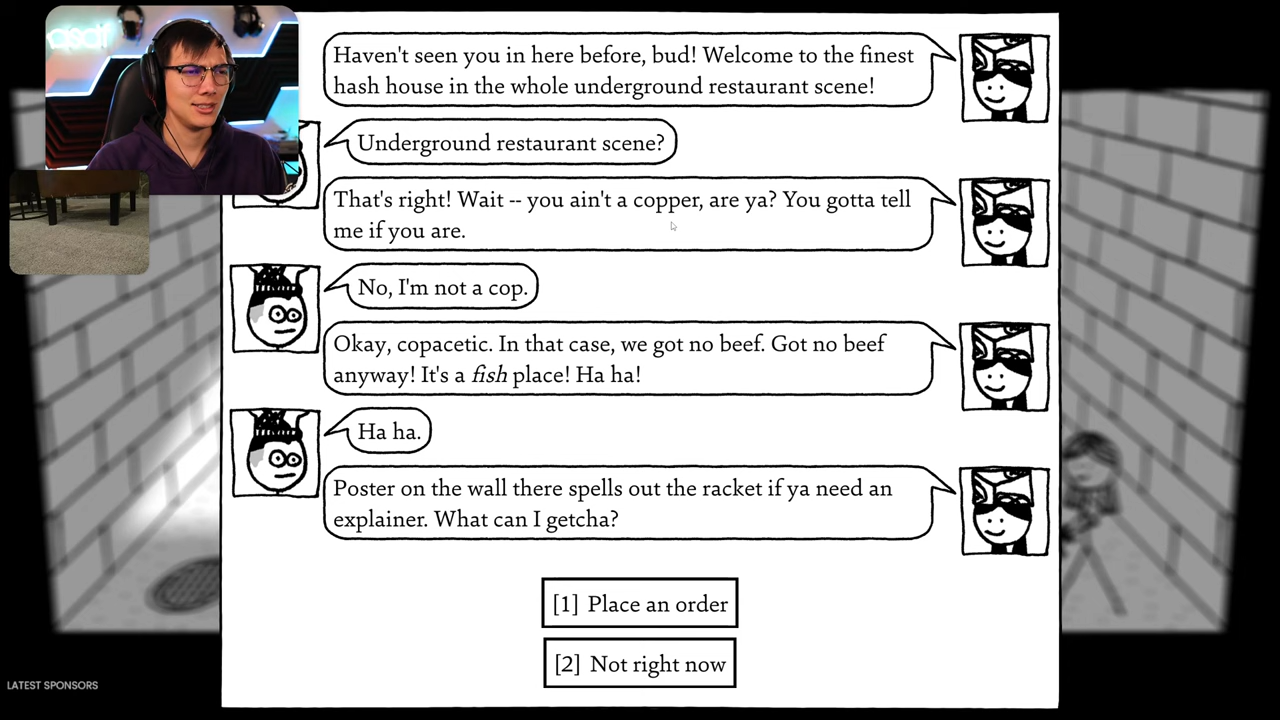 asdf
Haven't seen you in here before, bud! Welcome to the finest
hash house in the whole underground restaurant scene!
Underground restaurant scene?
That's right! Wait -- you ain't a copper, are ya? You gotta tell
me if you are.
No, I'm not a cop.
Okay, copacetic. In that case, we got no beef. Got no beef
anyway! It's a fish place! Ha ha!
Ha ha.
Poster on the wall there spells out the racket if ya need an
explainer. What can I getcha?
[1] Place an order
[2] Not right now
LATEST SPONSORS